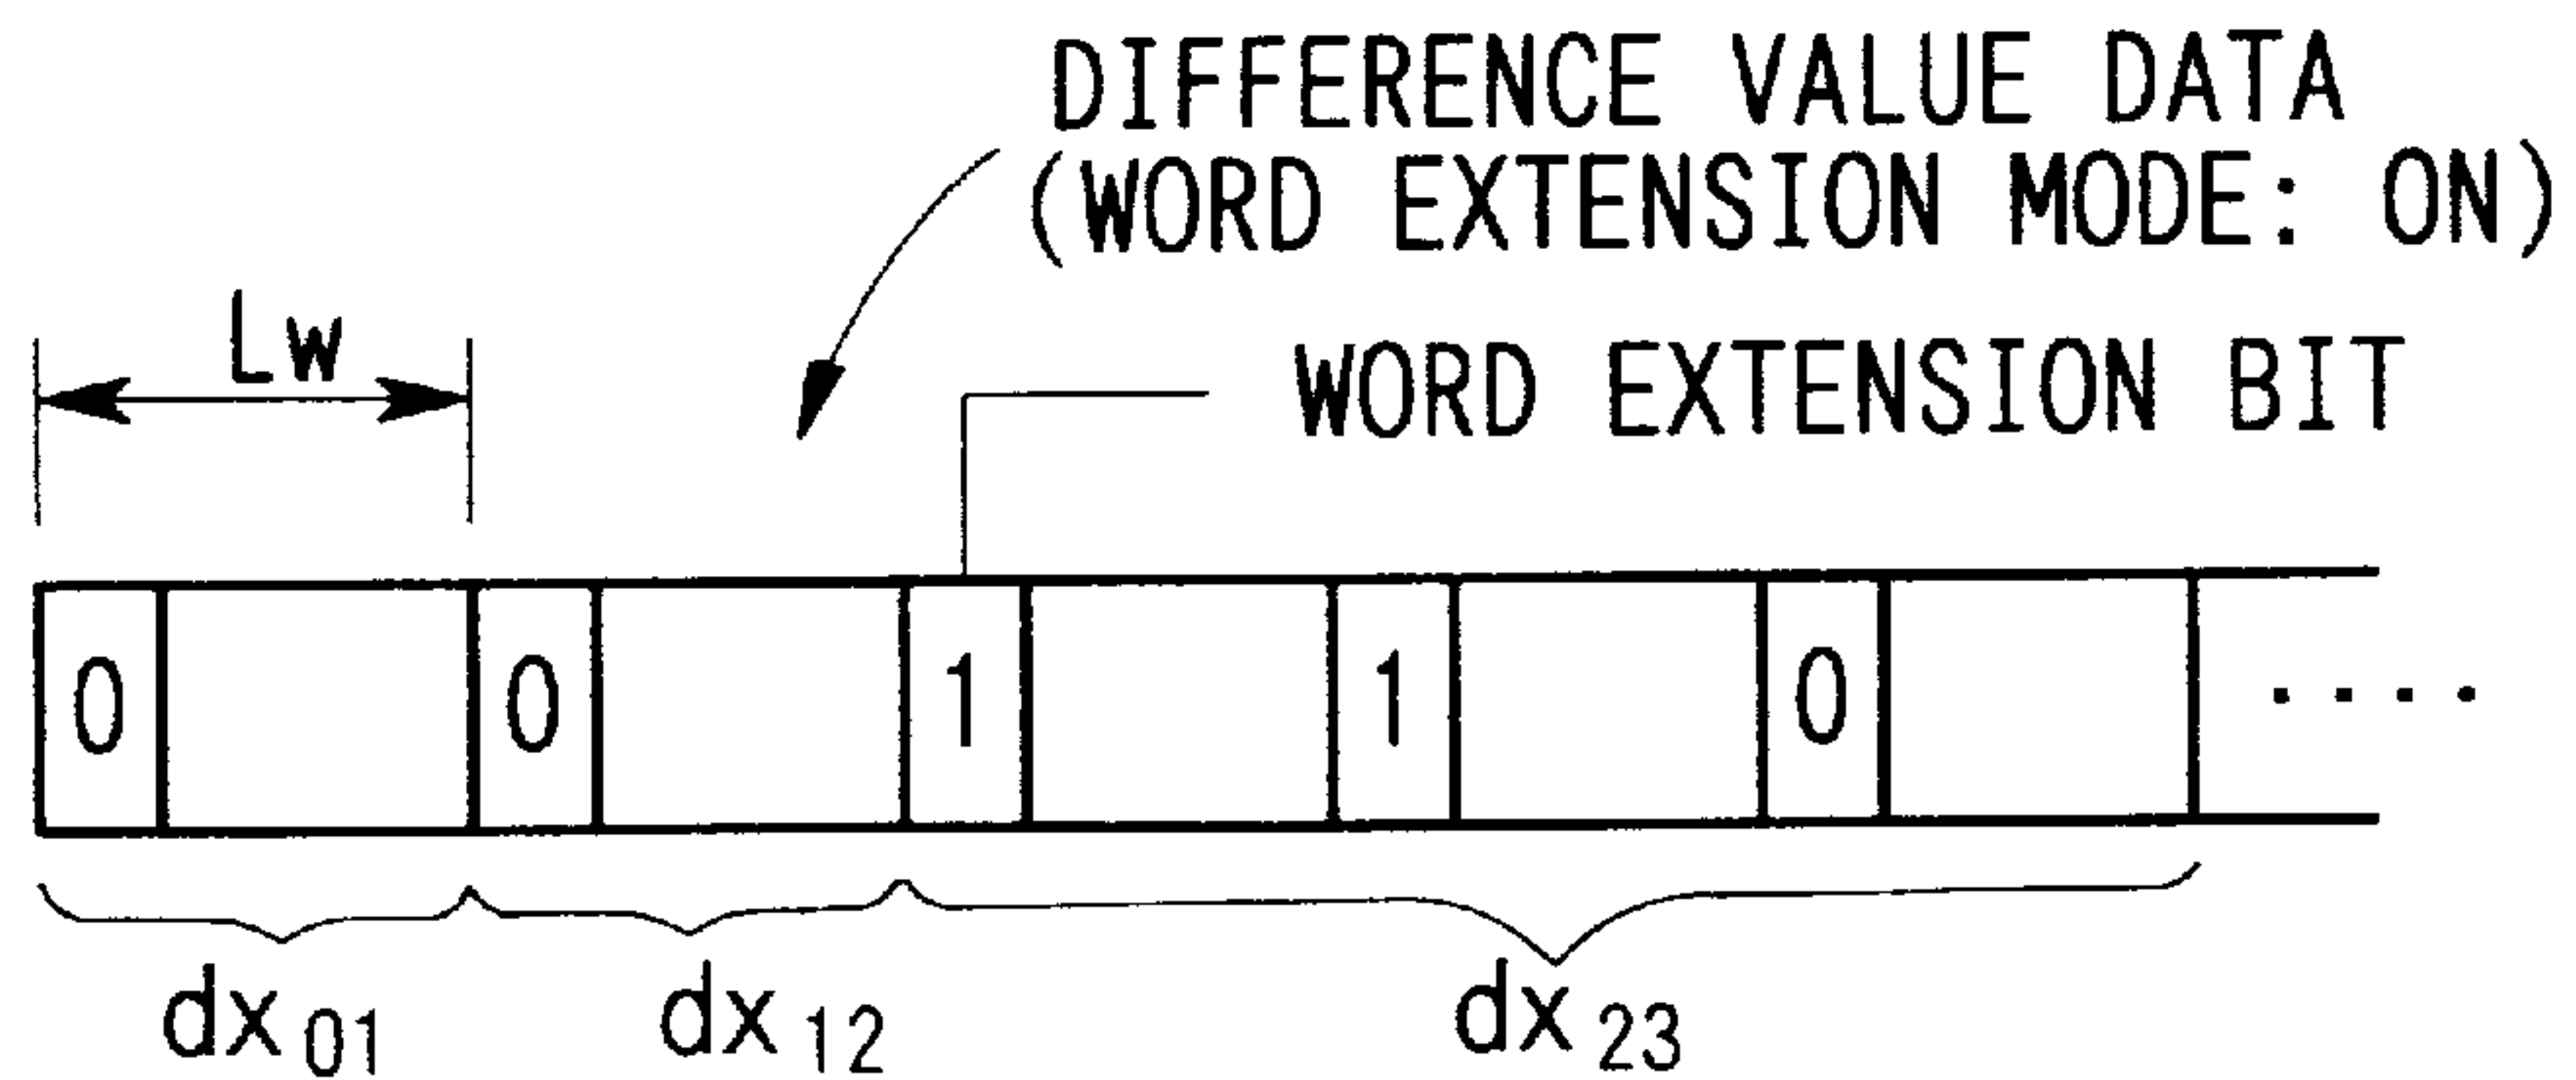 DIFFERENCE VALUE DATA
(WORD EXTENSION MODE: ON)
Lw
WORD EXTENSION BIT
0 0 1 1 0 ....
dx01 dx12 dx23